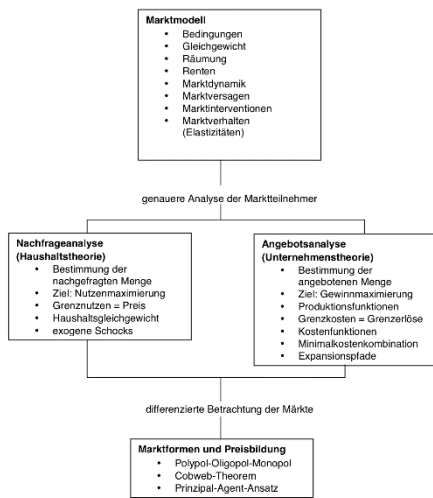 Marktmodell
• Bedingungen
• Gleichgewicht
• Räumung
• Renten
• Marktdynamik
• Marktversagen
• Marktinterventionen
• Marktverhalten
(Elastizitäten)
genauere Analyse der Marktteilnehmer
Nachfrageanalyse
(Haushaltstheorie)
• Bestimmung der
nachgefragten Menge
• Ziel: Nutzenmaximierung
• Grenznutzen = Preis
• Haushaltsgleichgewicht
• exogene Schocks
Angebotsanalyse
(Unternehmenstheorie)
• Bestimmung der
angebotenen Menge
• Ziel: Gewinnmaximierung
• Produktionsfunktionen
• Grenzkosten = Grenzerlöse
• Kostenfunktionen
• Minimalkostenkombination
• Expansionspfade
differenzierte Betrachtung der Märkte
Marktformen und Preisbildung
• Polypol-Oligopol-Monopol
• Cobweb-Theorem
• Prinzipal-Agent-Ansatz